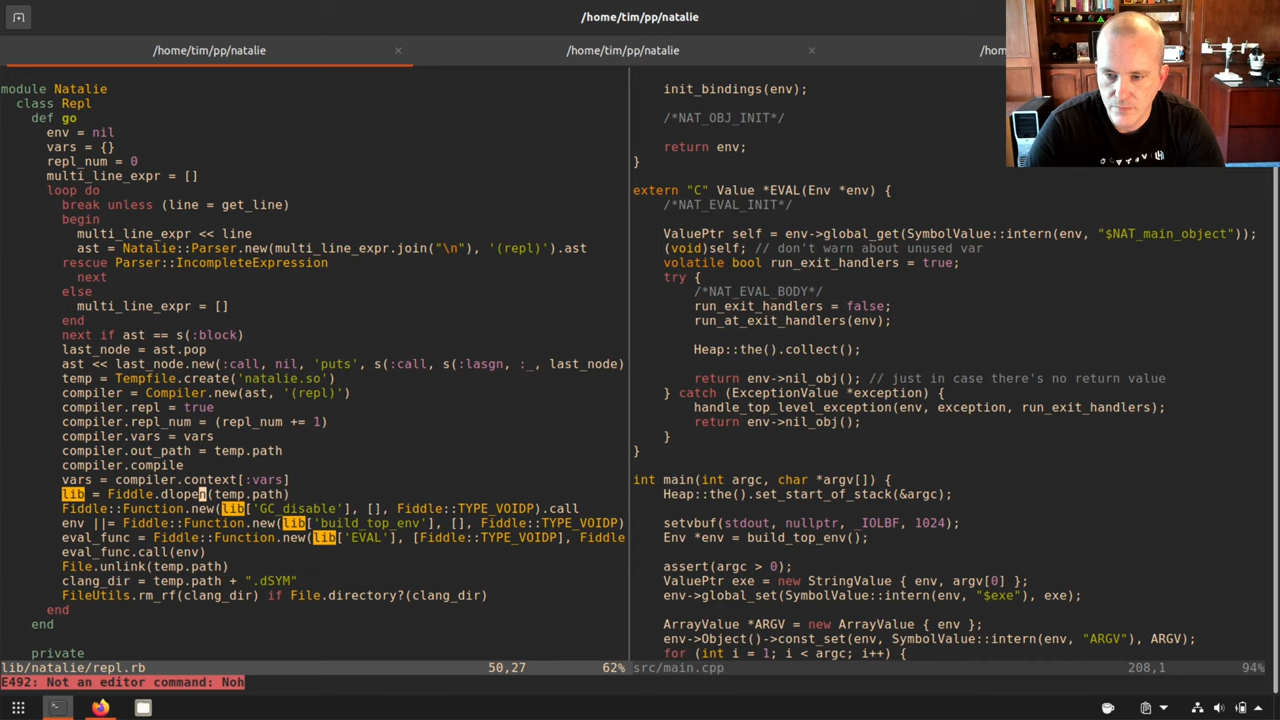 /home/tim/pp/natalie
/home/tim/pp/natalie
/home/tim/pp/natalie
/hom
module Natalie
class Repl
def go
env = nil
vars = {}
repl_num = 0
multi_line_expr = []
loop do
break unless (line = get_line)
begin
multi_line_expr << line
ast = Natalie::Parser.new(multi_line_expr.join("\n"), '(repl)').ast
rescue Parser::IncompleteExpression
next
else
multi_line_expr = []
end
next if ast == s(:block)
last_node = ast.pop
ast << last_node.new(:call, nil, 'puts', s(:call, s(:lasgn, :_, last_node)
temp = Tempfile.create('natalie.so')
compiler = Compiler.new(ast, '(repl)')
compiler.repl = true
compiler.repl_num = (repl_num += 1)
compiler.vars = vars
compiler.out_path = temp.path
compiler.compile
vars = compiler.context[:vars]
lib = Fiddle.dlopen(temp.path)
Fiddle::Function.new(lib['GC_disable'], [], Fiddle::TYPE_VOIDP).call
env ||= Fiddle::Function.new(lib['build_top_env'], [], Fiddle::TYPE_VOIDP)
eval_func = Fiddle::Function.new(lib['EVAL'], [Fiddle::TYPE_VOIDP], Fiddle
eval_func.call(env)
File.unlink(temp.path)
clang_dir = temp.path + ".dSYM"
FileUtils.rm_rf(clang_dir) if File.directory?(clang_dir)
end
end
private
lib/natalie/repl.rb 50,27 62%
E492: Not an editor command: Noh
init_bindings(env);
/*NAT_OBJ_INIT*/
return env;
}
extern "C" Value *EVAL(Env *env) {
/*NAT_EVAL_INIT*/
ValuePtr self = env->global_get(SymbolValue::intern(env, "$NAT_main_object"));
(void)self; // don't warn about unused var
volatile bool run_exit_handlers = true;
try {
/*NAT_EVAL_BODY*/
run_exit_handlers = false;
run_at_exit_handlers(env);
Heap::the().collect();
return env->nil_obj(); // just in case there's no return value
} catch (ExceptionValue *exception) {
handle_top_level_exception(env, exception, run_exit_handlers);
return env->nil_obj();
}
}
int main(int argc, char *argv[]) {
Heap::the().set_start_of_stack(&argc);
setvbuf(stdout, nullptr, _IOLBF, 1024);
Env *env = build_top_env();
assert(argc > 0);
ValuePtr exe = new StringValue { env, argv[0] };
env->global_set(SymbolValue::intern(env, "$exe"), exe);
ArrayValue *ARGV = new ArrayValue { env };
env->Object()->const_set(env, SymbolValue::intern(env, "ARGV"), ARGV);
for (int i = 1; i < argc; i++) {
src/main.cpp 208,1 94%